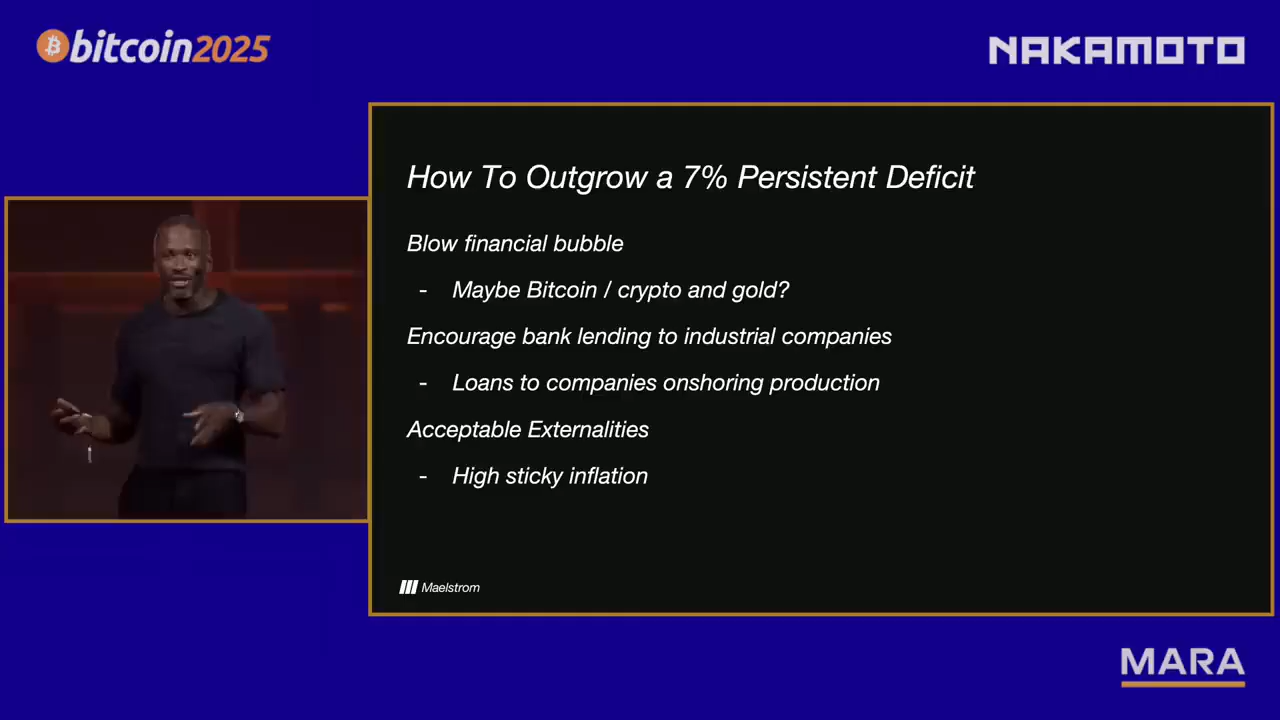 bitcoin2025
NAKAMOTO
How To Outgrow a 7% Persistent Deficit
Blow financial bubble
- Maybe Bitcoin / crypto and gold?
Encourage bank lending to industrial companies
- Loans to companies onshoring production
Acceptable Externalities
- High sticky inflation
Maelstrom
MARA